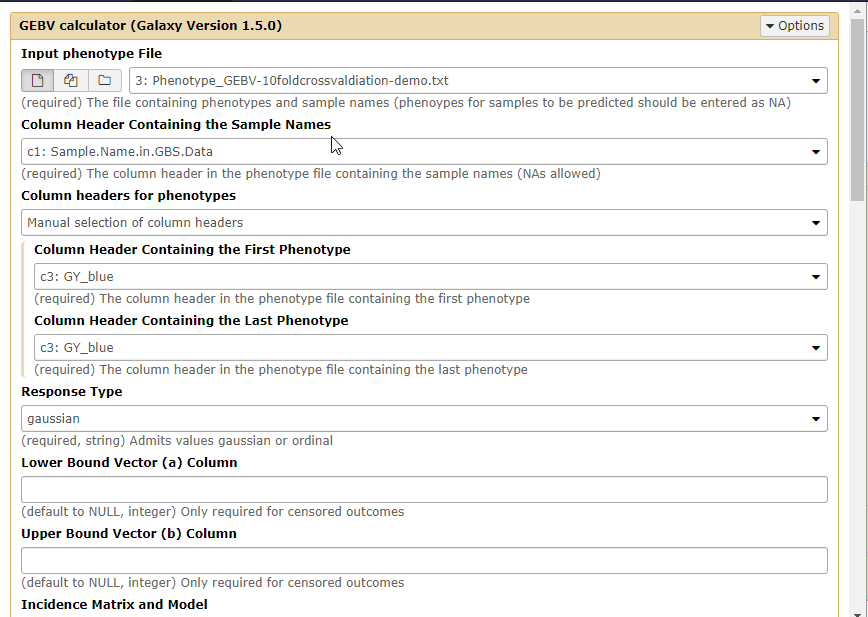 GEBV calculator (Galaxy Version 1.5.0)
Options
Input phenotype File
3: Phenotype_GEBV-10foldcrossvaldiation-demo.txt
(required) The file containing phenotypes and sample names (phenoypes for samples to be predicted should be entered as NA)
Column Header Containing the Sample Names
c1: Sample.Name.in.GBS.Data
(required) The column header in the phenotype file containing the sample names (NAs allowed)
Column headers for phenotypes
Manual selection of column headers
Column Header Containing the First Phenotype
c3: GY_blue
(required) The column header in the phenotype file containing the first phenotype
Column Header Containing the Last Phenotype
c3: GY_blue
(required) The column header in the phenotype file containing the last phenotype
Response Type
gaussian
(required, string) Admits values gaussian or ordinal
Lower Bound Vector (a) Column
(default to NULL, integer) Only required for censored outcomes
Upper Bound Vector (b) Column
(default to NULL, integer) Only required for censored outcomes
Incidence Matrix and Model